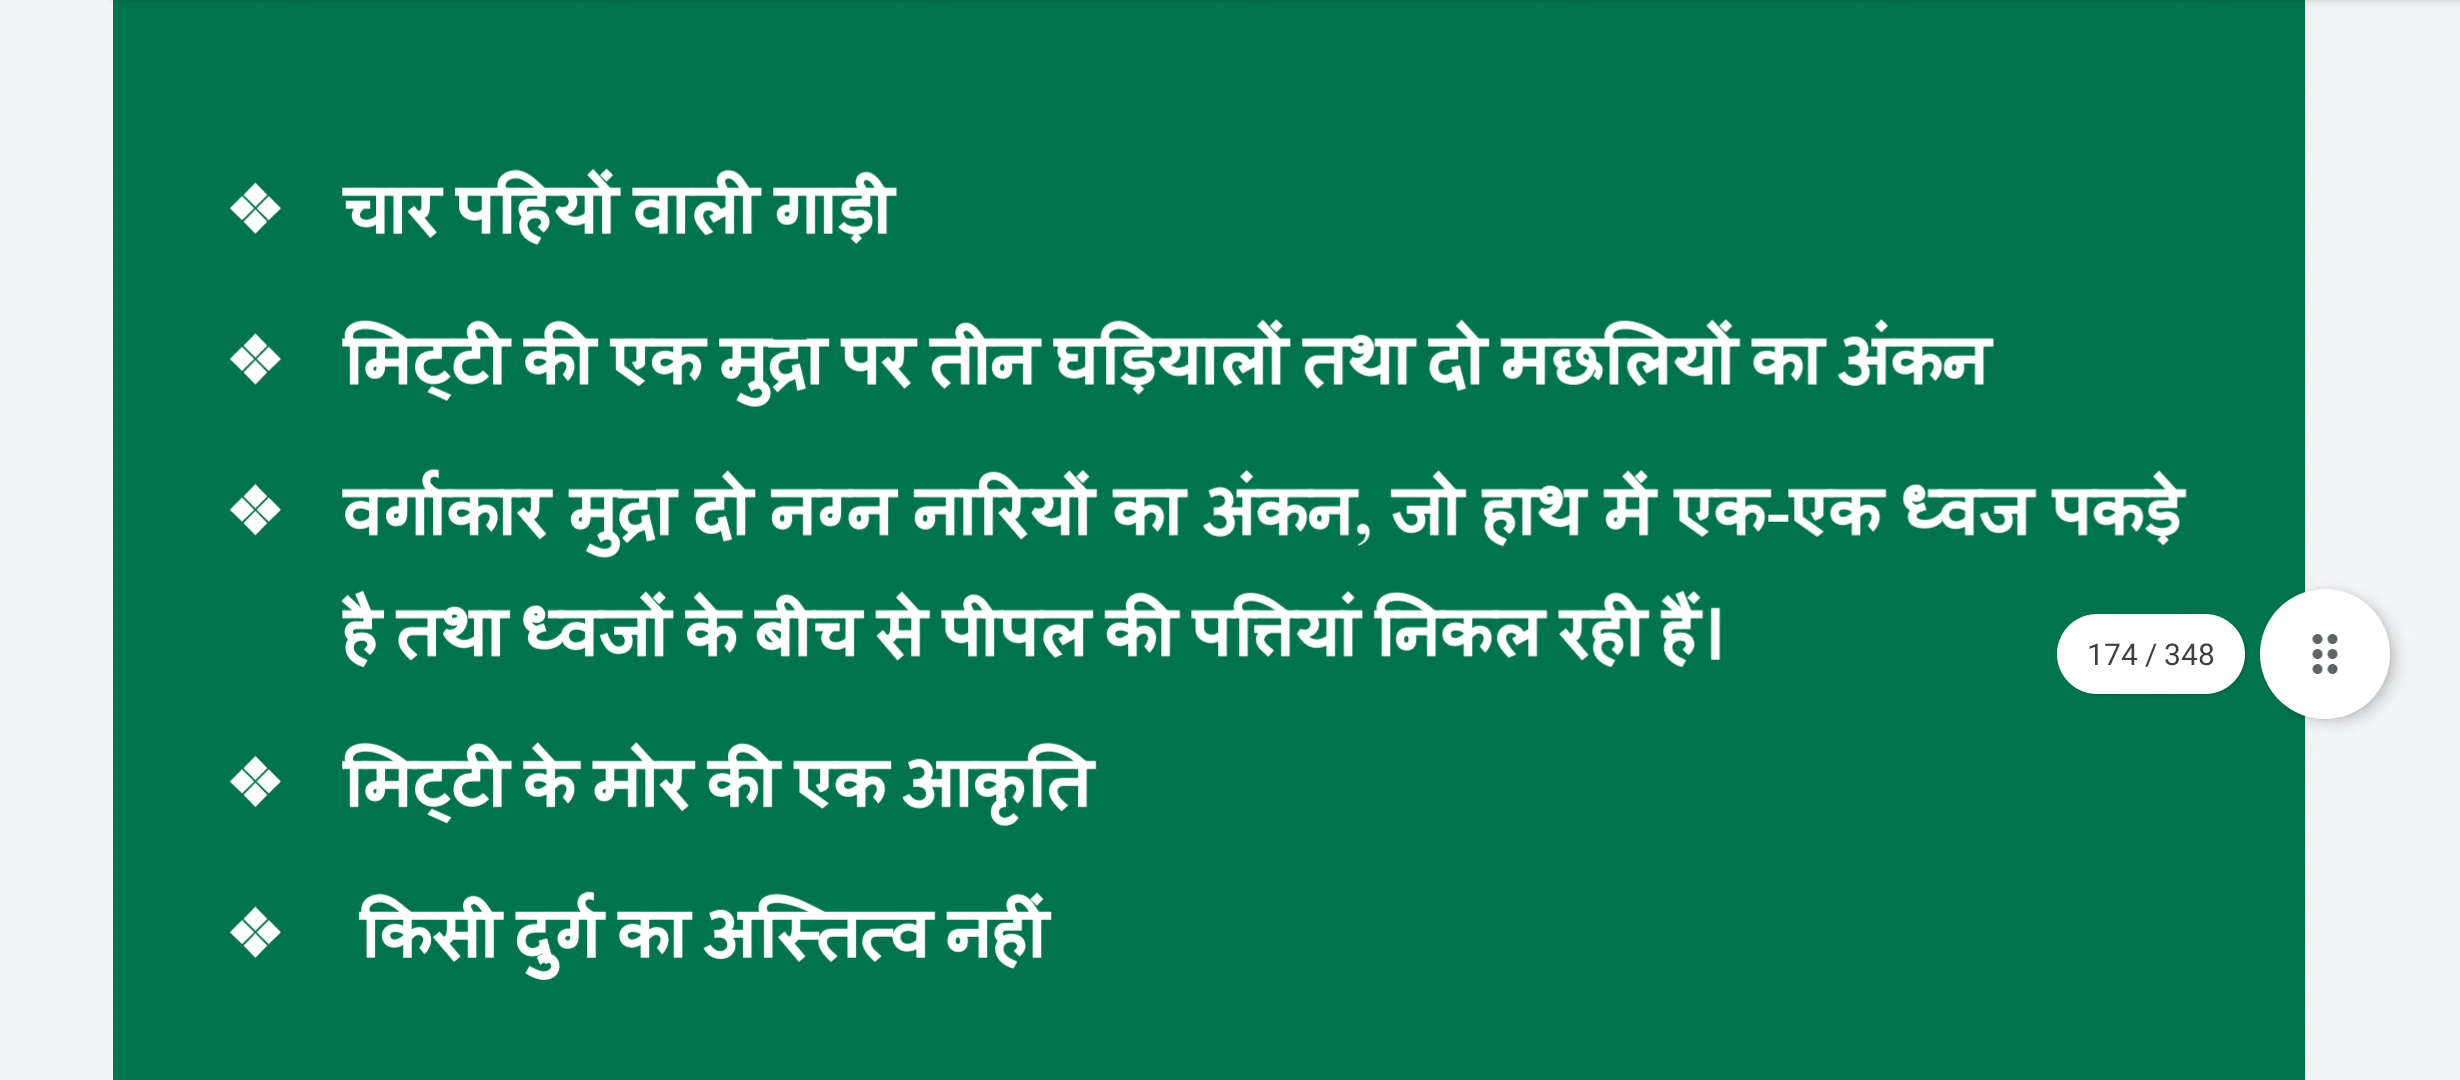 ❖ चार पहियों वाली गाड़ी
❖ मिट्टी की एक मुद्रा पर तीन घड़ियालों तथा दो मछलियों का अंकन
❖ वर्गाकार मुद्रा दो नग्न नारियों का अंकन, जो हाथ में एक-एक ध्वज पकड़े
है तथा ध्वजों के बीच से पीपल की पत्तियां निकल रही हैं|
174 / 348
❖ मिट्टी के मोर की एक आकृति
❖ किसी दुर्ग का अस्तित्व नहीं